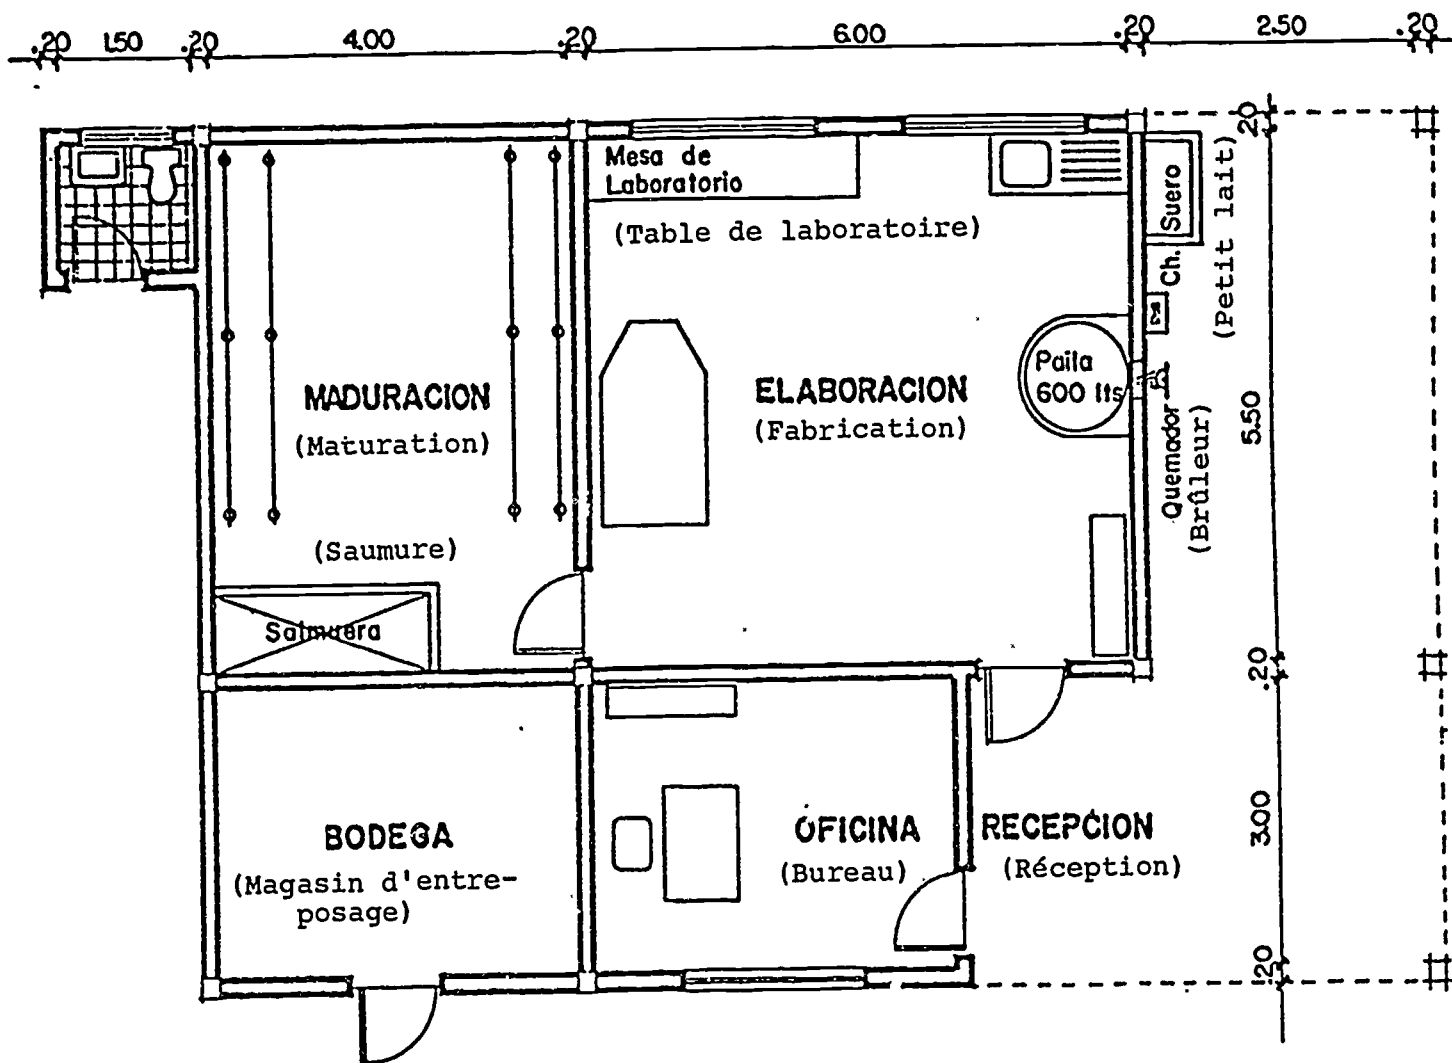 .20 1.50 .20 4.00 .20 6.00 .20 2.50 .20
Mesa de
Laboratorio
(Table de laboratoire)
Ch. Suero
(Petit lait)
.20
MADURACION
(Maturation)
ELABORACION
(Fabrication)
Paila
600 lts
Quemador
(Brûleur)
5.50
(Saumure)
Salmuera
.20
BODEGA
(Magasin d'entre-
posage)
OFICINA
(Bureau)
RECEPCION
(Réception)
3.00
.20